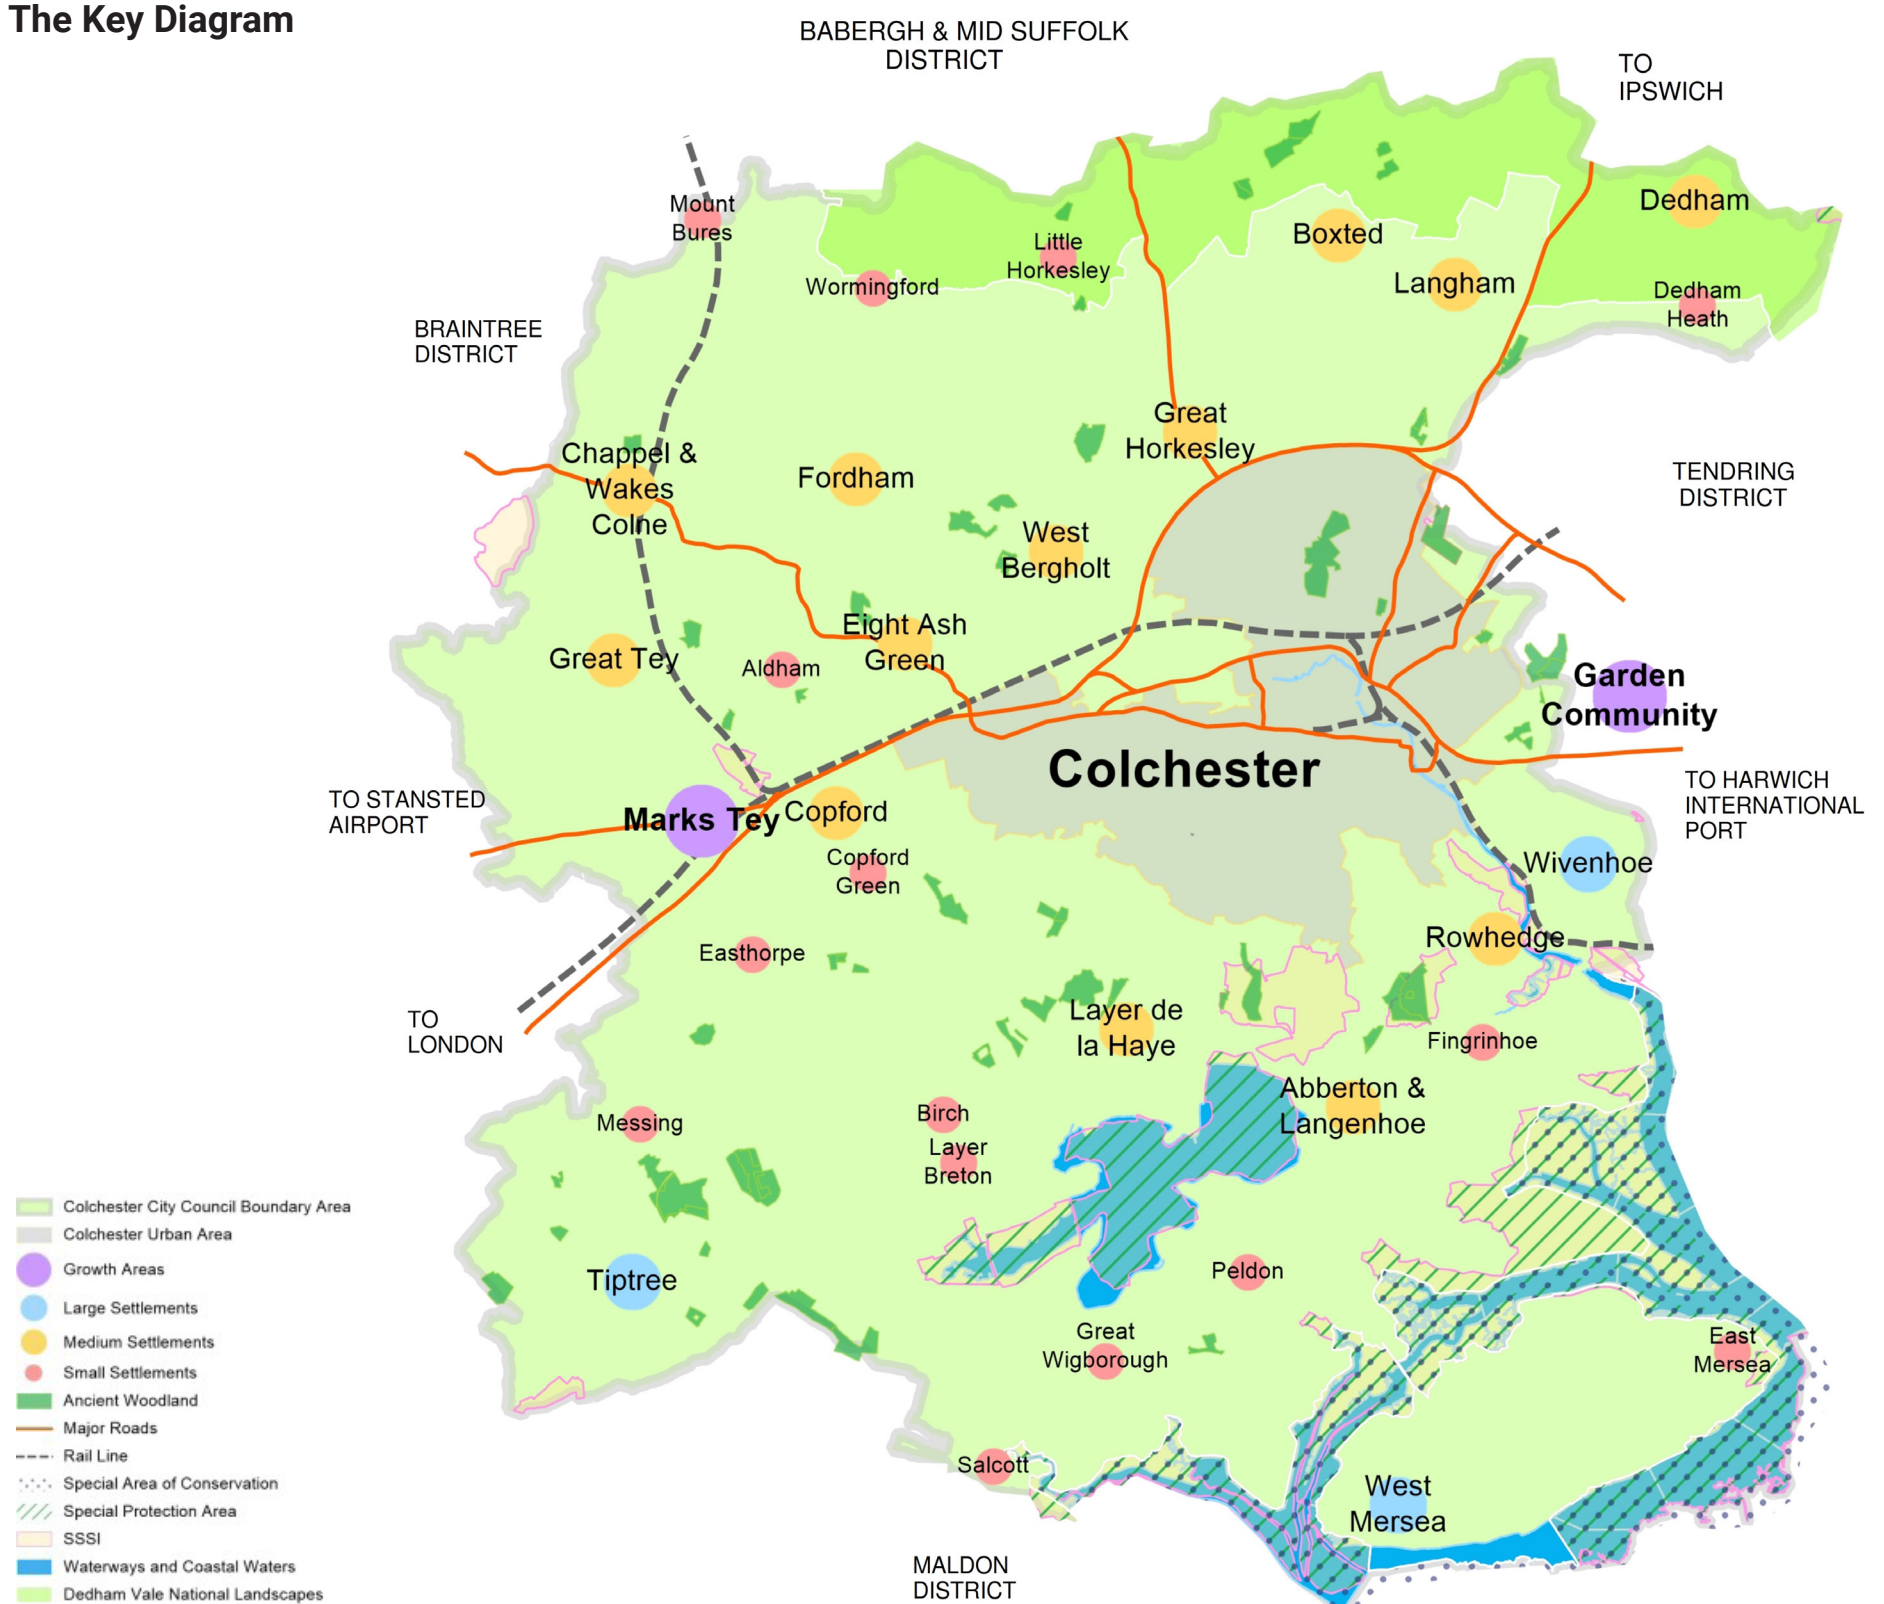 The Key Diagram
BABERGH & MID SUFFOLK
DISTRICT
TO
IPSWICH
Mount
Bures
Dedham
Little
Horkesley
Boxted
Wormingford
Langham
Dedham
Heath
BRAINTREE
DISTRICT
Great
Horkesley
Chappel &
Wakes
Colne
Fordham
TENDRING
DISTRICT
West
Bergholt
Eight Ash
Green
Great Tey
Aldham
Garden
Community
Colchester
TO STANSTED
AIRPORT
Marks Tey
Copford
TO HARWICH
INTERNATIONAL
PORT
Copford
Green
Wivenhoe
Easthorpe
Rowhedge
TO
LONDON
Layer de
la Haye
Fingrinhoe
Abberton &
Langenhoe
Messing
Birch
Layer
Breton
Tiptree
Peldon
Great
Wigborough
East
Mersea
Salcott
West
Mersea
MALDON
DISTRICT
Colchester City Council Boundary Area
Colchester Urban Area
Growth Areas
Large Settlements
Medium Settlements
Small Settlements
Ancient Woodland
Major Roads
Rail Line
Special Area of Conservation
Special Protection Area
SSSI
Waterways and Coastal Waters
Dedham Vale National Landscapes